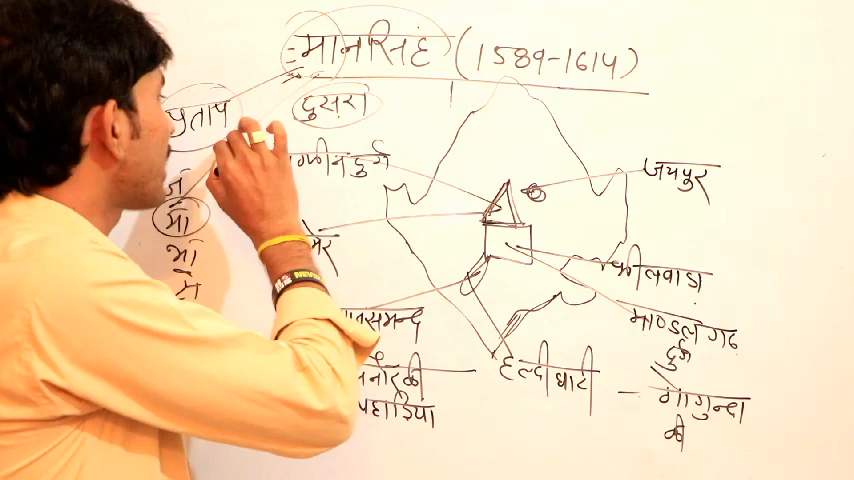 मानसिंह (1589-1614)
प्रताप
दुसरा
जयपुर
मा
भा
भीलवाडा
माण्डलगढ
दुर्ग
हल्दीघाटी
गोगुन्दा
की
पहाडिया